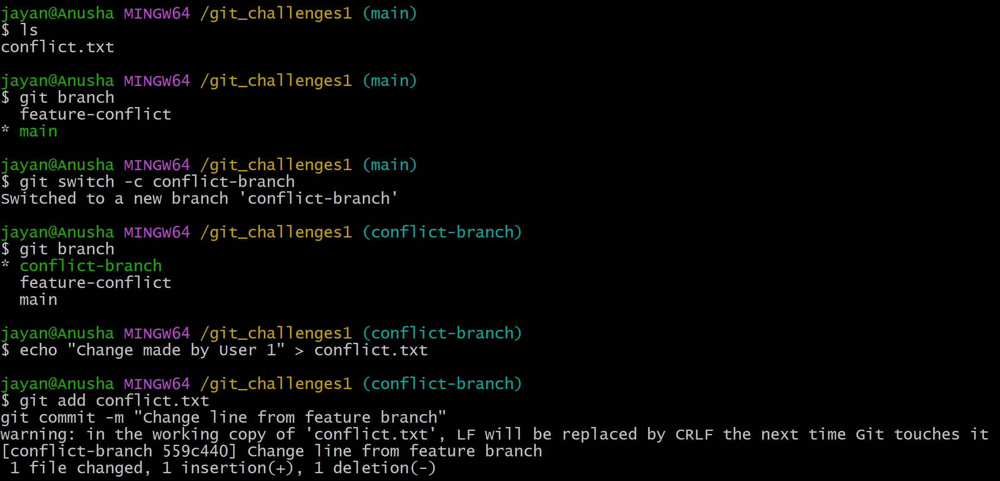 jayan@Anusha MINGW64 /git_challenges1 (main)
$ ls
conflict.txt
jayan@Anusha MINGW64 /git_challenges1 (main)
$ git branch
  feature-conflict
* main
jayan@Anusha MINGW64 /git_challenges1 (main)
$ git switch -c conflict-branch
Switched to a new branch 'conflict-branch'
jayan@Anusha MINGW64 /git_challenges1 (conflict-branch)
$ git branch
* conflict-branch
  feature-conflict
  main
jayan@Anusha MINGW64 /git_challenges1 (conflict-branch)
$ echo "Change made by User 1" > conflict.txt
jayan@Anusha MINGW64 /git_challenges1 (conflict-branch)
$ git add conflict.txt
git commit -m "Change line from feature branch"
warning: in the working copy of 'conflict.txt', LF will be replaced by CRLF the next time Git touches it
[conflict-branch 559c440] Change line from feature branch
 1 file changed, 1 insertion(+), 1 deletion(-)